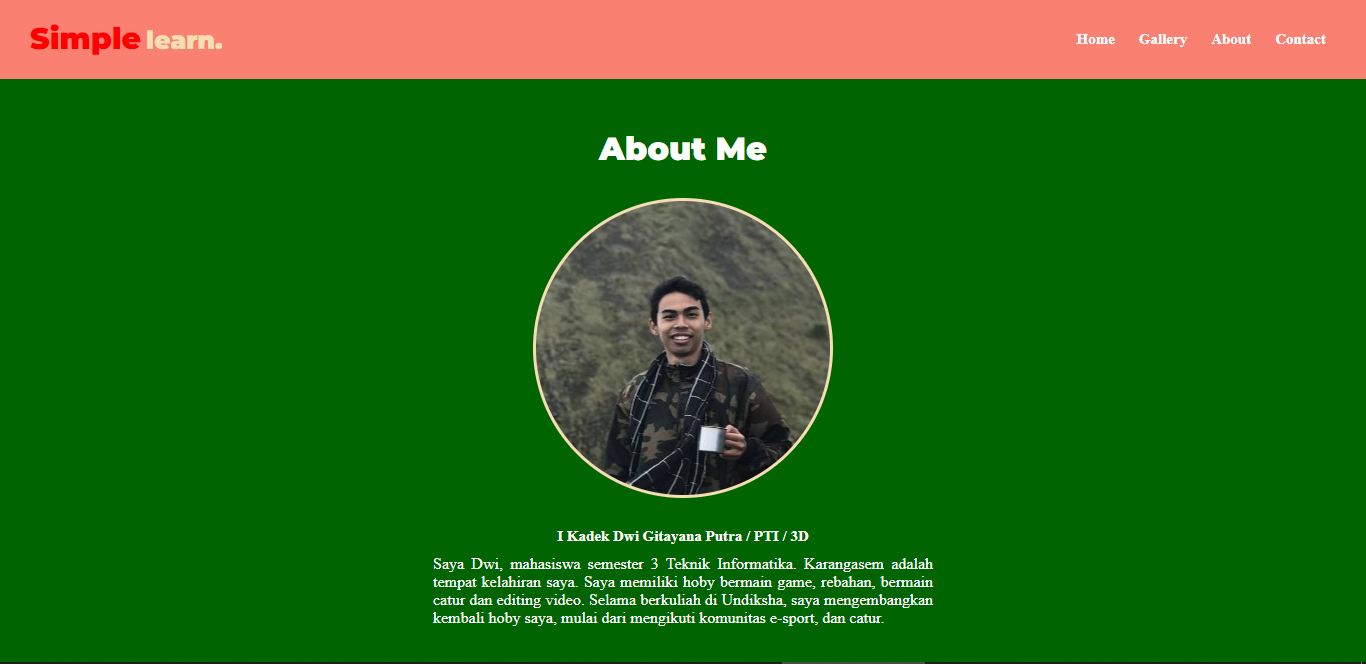 Simple learn.
Home Gallery About Contact
About Me
I Kadek Dwi Gitayana Putra / PTI / 3D
Saya Dwi, mahasiswa semester 3 Teknik Informatika. Karangasem adalah
tempat kelahiran saya. Saya memiliki hoby bermain game, rebahan, bermain
catur dan editing video. Selama berkuliah di Undiksha, saya mengembangkan
kembali hoby saya, mulai dari mengikuti komunitas e-sport, dan catur.